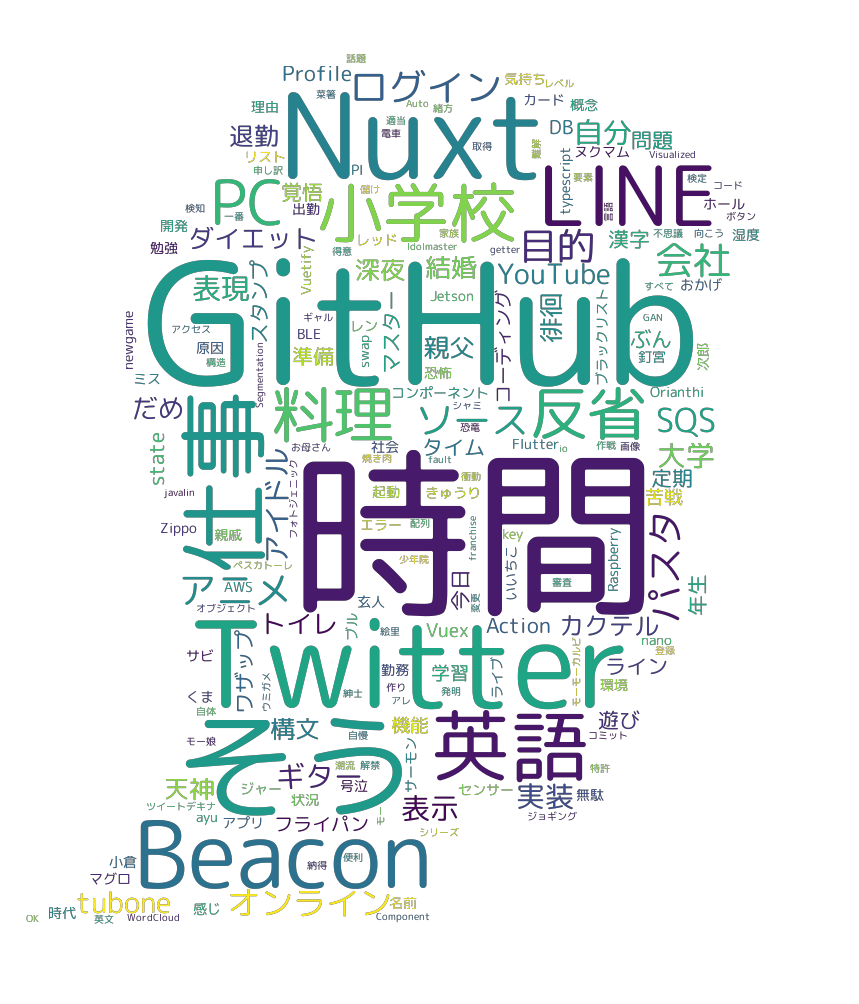 話題
Profile
菜箸
ログイン
気持ち
レベル
理由
Auto
緒方
カード
概念
Nuxt
退勤
適当
電車
DB
自分
問題
リスト
取得
難解
ヌクマム
Visualized
申し訳
PI
typescript
要素
検定
コード
PC
覚悟
儲け
小学校
LINE
言語
ホール
ボタン
検知
一番
出勤
家族
開発
ダイエット
レッド
得意
Idolmaster
getter
目的
漢字
不思議
向こう
湿度
勉強
Vuetify
深夜
結婚
YouTube
会社
おかげ
表現
スタンプ
Jetson
すべて
GitHub
newgame
アクセス
ギャル
BLE
レン
swap
マスター
コーディング
徘徊
ブラックリスト
GAN
ぶん
釘宮
次郎
原因
構造
Segmentation
準備
親父
恐怖
ミス
コンポーネント
Orianthi
だめ
料理
ソース
シャミ
恐竜
反省
SQS
state
仕事
お母さん
社会
タイム
Flutter
io
作戦
画像
大学
焼き肉
fault
衝動
定期
javalin
アイドル
フォトジェニック
時間
起動
きゅうり
苦戦
Zippo
親戚
エラー
配列
franchise
key
Raspberry
パスタ
ペスカトーレ
少年院
AWS
アニメ
今日
変更
いいちこ
審査
年生
オブジェクト
玄人
Twitter
トイレ
ブル
絵里
Vuex
Action
カクテル
nano
登録
サビ
ワザップ
ウミガメ
勤務
学習
ライブ
モーモーカルビ
ライン
くま
紳士
作り
アレ
発明
環境
自体
そう
構文
自慢
機能
英語
遊び
コミット
モー娘
天神
ギター
潮流
解禁
サーモン
センサー
実装
特許
無駄
ツイートデキナ
ジャー
状況
号泣
モー
表示
ジョギング
ayu
アプリ
フライパン
シリーズ
Beacon
小倉
納得
便利
マグロ
tubone
感じ
オンライン
名前
OK
時代
英文
WordCloud
Component